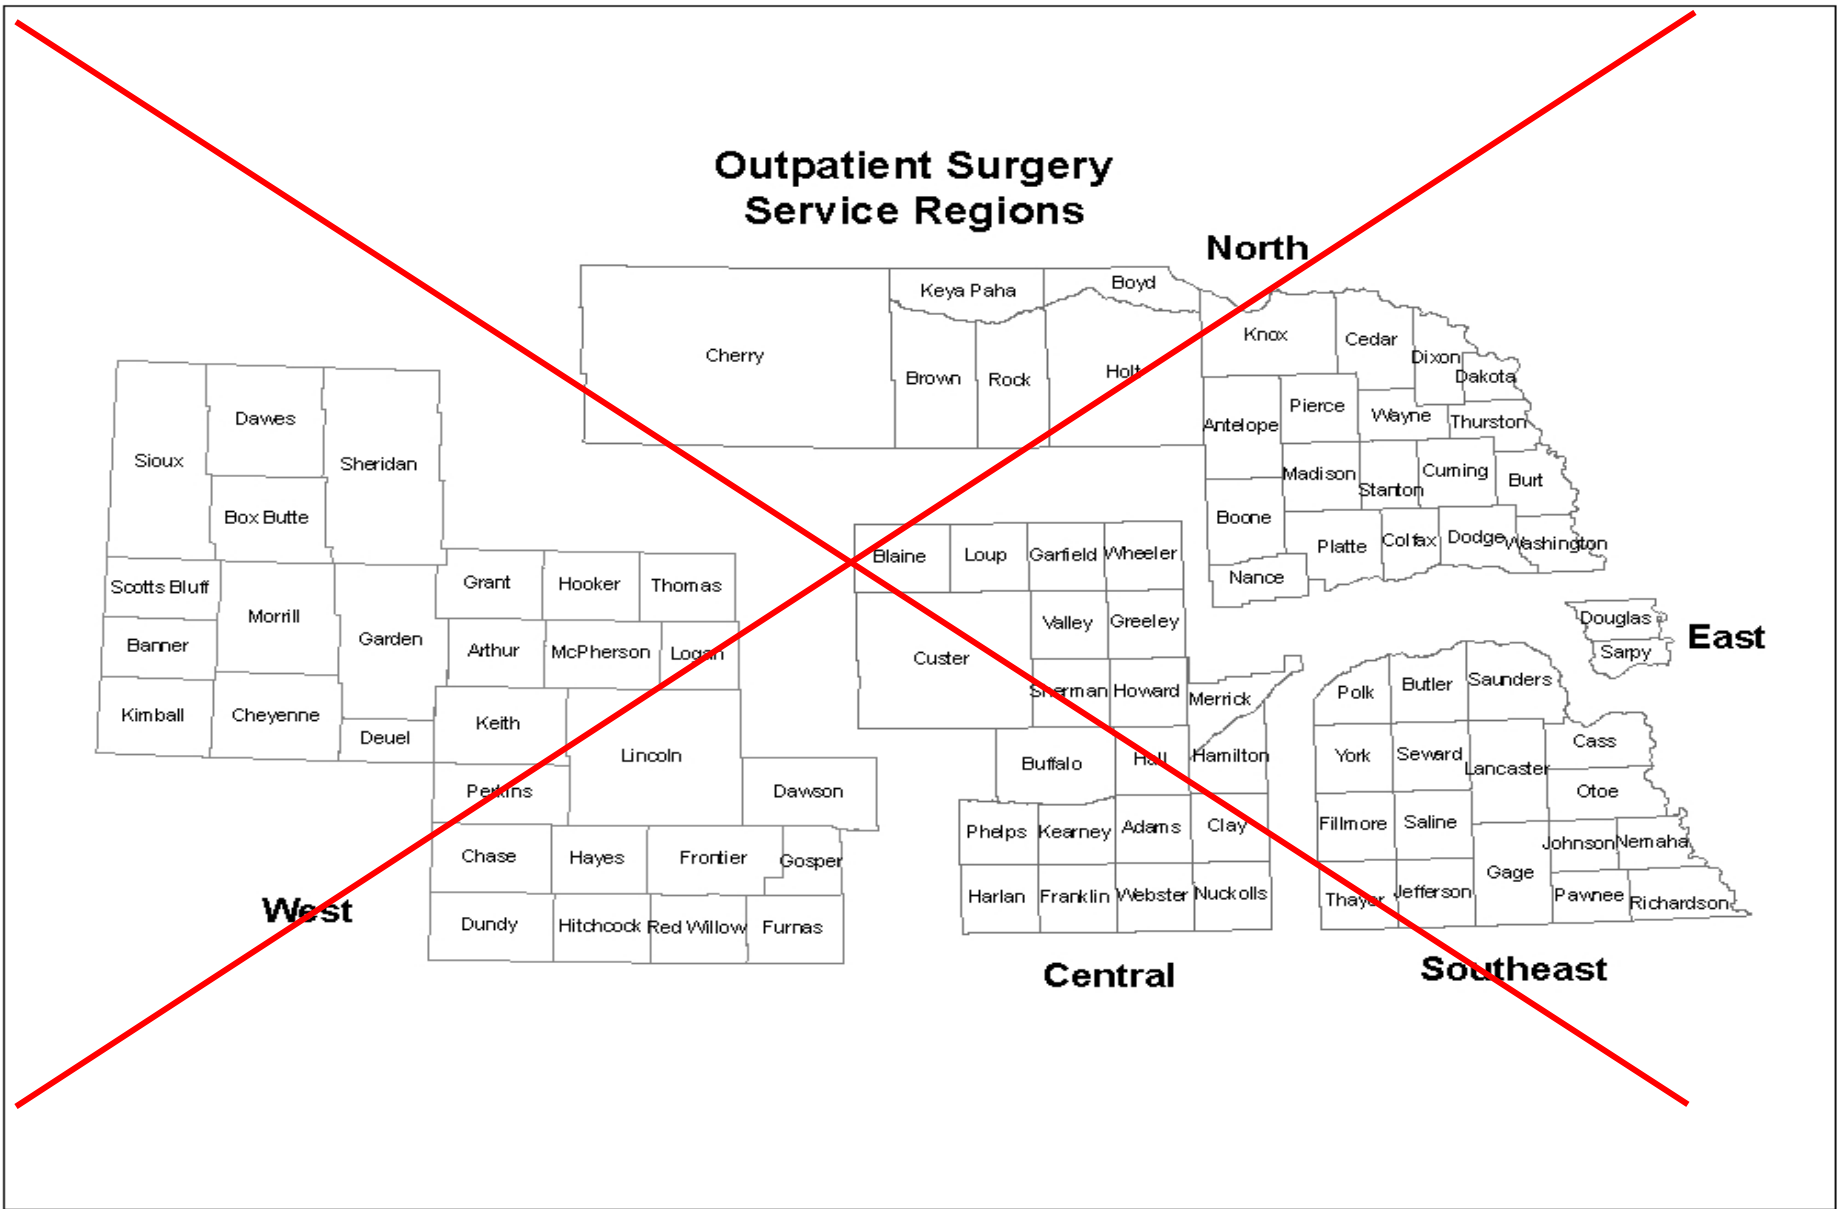 Outpatient Surgery
Service Regions
North
Keya Paha
Boyd
Knox
Cedar
Cherry
Brown
Rock
Holt
Dixon
Dakota
Antelope
Pierce
Wayne
Thurston
Madison
Stanton
Cuming
Burt
Boone
Platte
Colfax
Dodge
Washington
Nance
Sioux
Dawes
Sheridan
Box Butte
Scotts Bluff
Morrill
Garden
Banner
Kimball
Cheyenne
Deuel
Grant
Hooker
Thomas
Arthur
McPherson
Logan
Keith
Lincoln
Perkins
Dawson
Chase
Hayes
Frontier
Gosper
Dundy
Hitchcock
Red Willow
Furnas
West
Blaine
Loup
Garfield
Wheeler
Custer
Valley
Greeley
Sherman
Howard
Merrick
Buffalo
Hall
Hamilton
Phelps
Kearney
Adams
Clay
Harlan
Franklin
Webster
Nuckolls
Central
Douglas
Sarpy
East
Polk
Butler
Saunders
York
Seward
Lancaster
Cass
Otoe
Fillmore
Saline
Gage
Johnson
Nemaha
Thayer
Jefferson
Pawnee
Richardson
Southeast